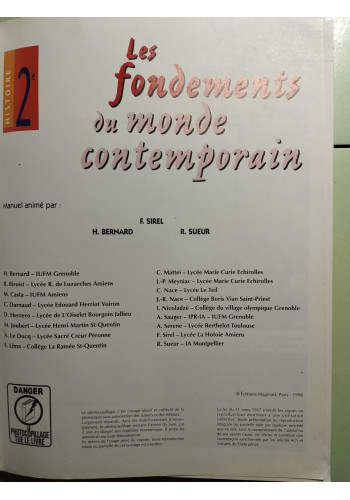 HISTOIRE
2e
Les
fondements
du monde
contemporain
Manuel animé par :
F. SIREL
H. BERNARD R. SUEUR
H. Bernard – IUFM Grenoble
B. Broist – Lycée R. de Luzarches Amiens
M. Casta – IUFM Amiens
C. Darnaud – Lycée Edouard Herriot Voiron
D. Herrero – Lycée de L'Oiselet Bourgoin Jallieu
M. Joubert – Lycée Henri Martin St-Quentin
A. Le Ducq – Lycée Sacré Cœur Péronne
S. Lima – Collège La Ramée St-Quentin
C. Mattei – Lycée Marie Curie Echirolles
J.-P. Meyniac – Lycée Marie Curie Echirolles
C. Nace – Lycée Le Teil
J.-R. Nace – Collège Boris Vian Saint-Priest
I. Nicoladzé – Collège du village olympique Grenoble
A. Sauger – IPR-IA – IUFM Grenoble
A. Serene – Lycée Berthelot Toulouse
F. Sirel – Lycée La Hotoie Amiens
R. Sueur – IA Montpellier
© Éditions Magnard, Paris - 1996
DANGER
LE
PHOTOCOPILLAGE
TUE LE LIVRE